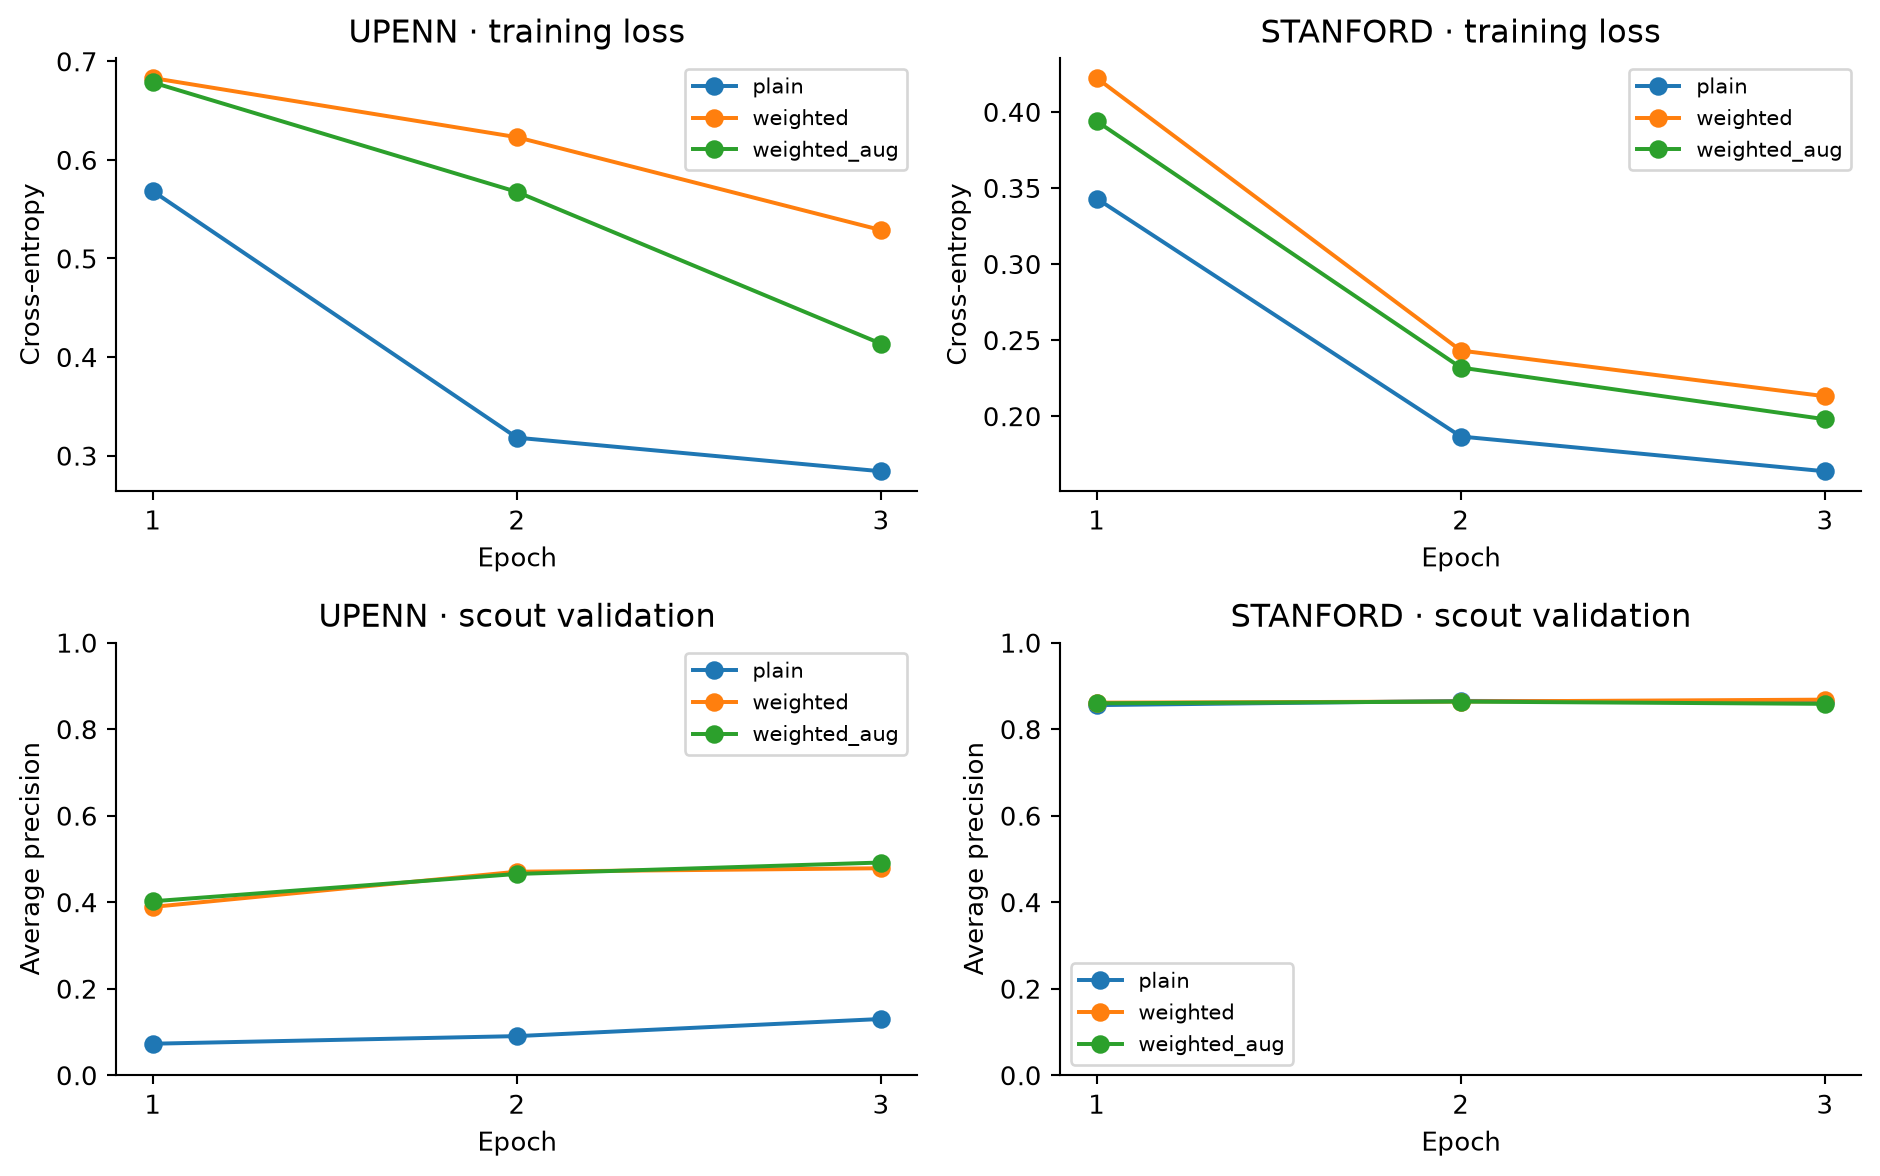 UPENN · training loss
0.7
0.6
0.5
0.4
0.3
Cross-entropy
plain
weighted
weighted_aug
1 2 3
Epoch
STANFORD · training loss
0.40
0.35
0.30
0.25
0.20
Cross-entropy
plain
weighted
weighted_aug
1 2 3
Epoch
UPENN · scout validation
1.0
0.8
0.6
0.4
0.2
0.0
Average precision
plain
weighted
weighted_aug
1 2 3
Epoch
STANFORD · scout validation
1.0
0.8
0.6
0.4
0.2
0.0
Average precision
plain
weighted
weighted_aug
1 2 3
Epoch